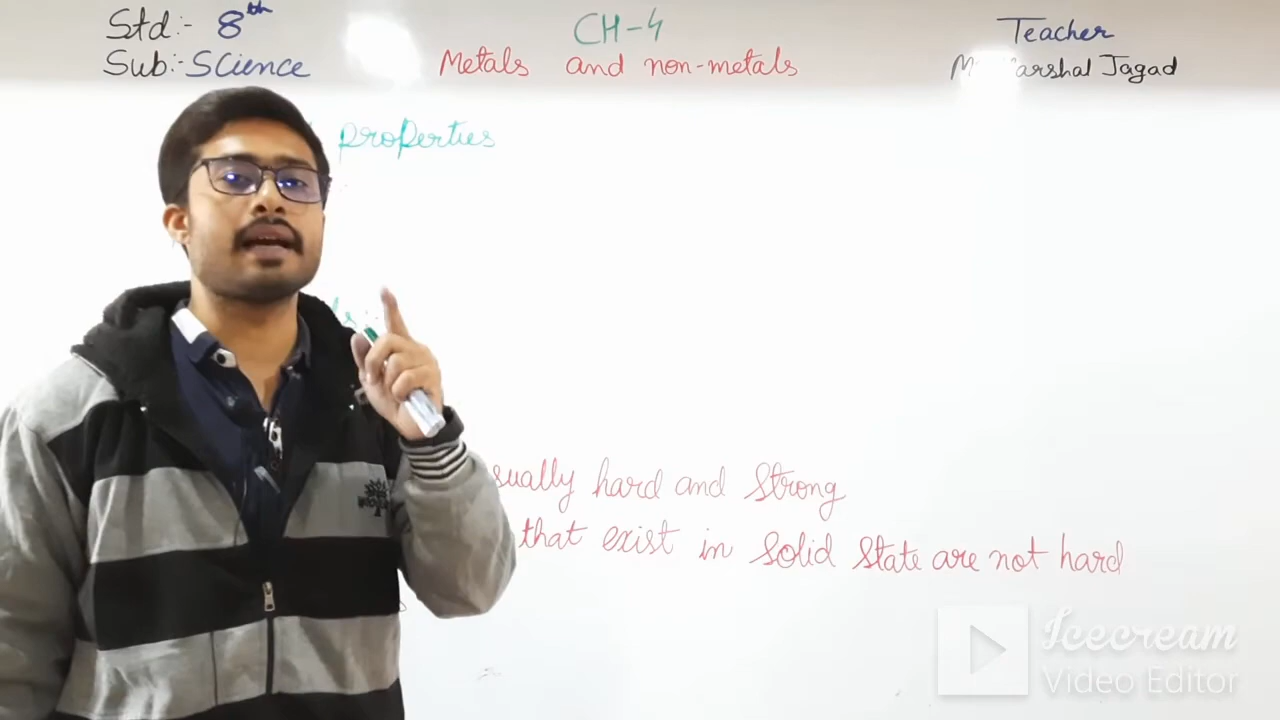 Std:- 8th
Sub:- Science
CH-4
Metals and non-metals
Teacher
Jagad
properties
hard and strong
that exist in solid state are not hard
Icecream
Video Editor